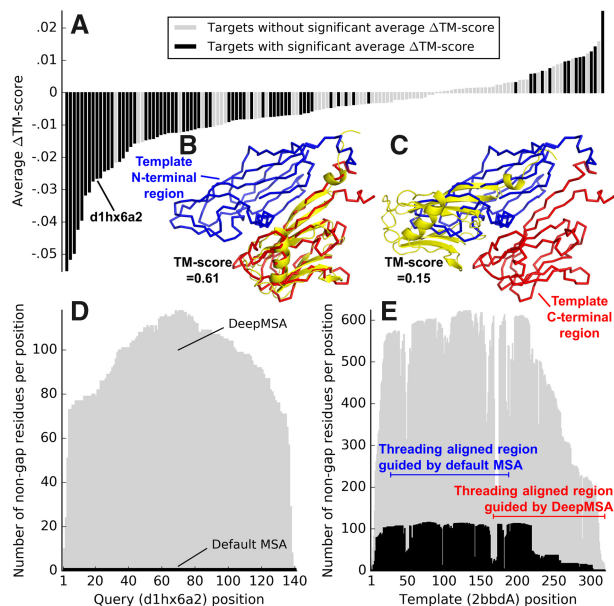 A
Targets without significant average ΔTM-score
Targets with significant average ΔTM-score
.02
.01
.00
-.01
-.02
-.03
-.04
-.05
Average ΔTM-score
d1hx6a2
B
Template
N-terminal
region
TM-score
=0.61
C
TM-score
=0.15
Template
C-terminal
region
D
Number of non-gap residues per position
100
80
60
40
20
0
DeepMSA
Default MSA
1 20 40 60 80 100 120 140
Query (d1hx6a2) position
E
Number of non-gap residues per position
600
500
400
300
200
100
0
Threading aligned region
guided by default MSA
Threading aligned region
guided by DeepMSA
1 50 100 150 200 250 300
Template (2bbdA) position